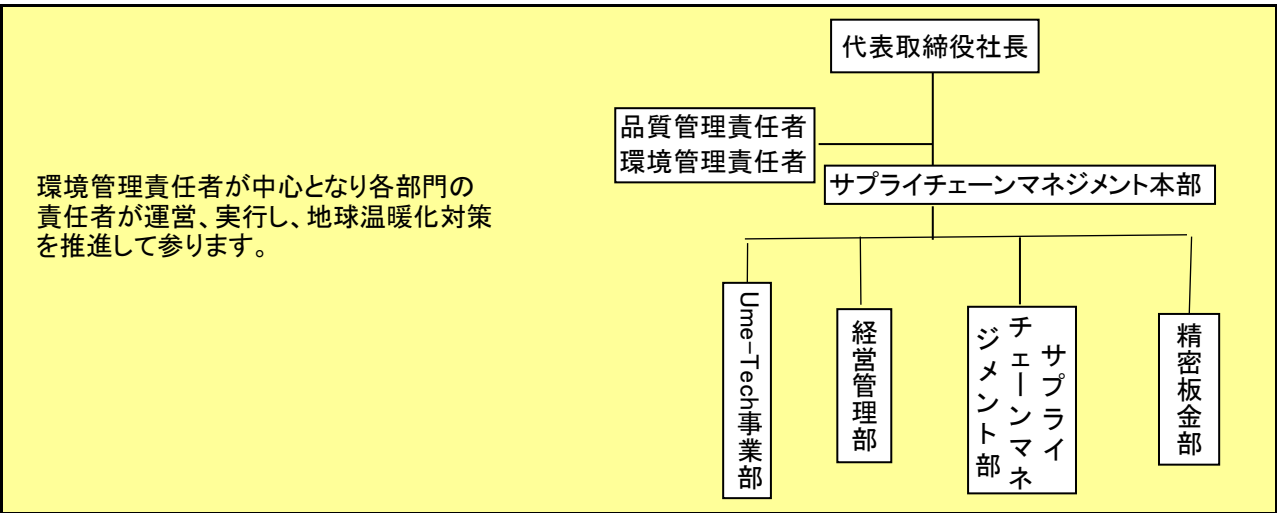 代表取締役社長
品質管理責任者
環境管理責任者
サプライチェーンマネジメント本部
環境管理責任者が中心となり各部門の
責任者が運営、実行し、地球温暖化対策
を推進して参ります。
Ume-Tech事業部
経営管理部
サプライ
チェーンマネ
ジメント部
精密板金部